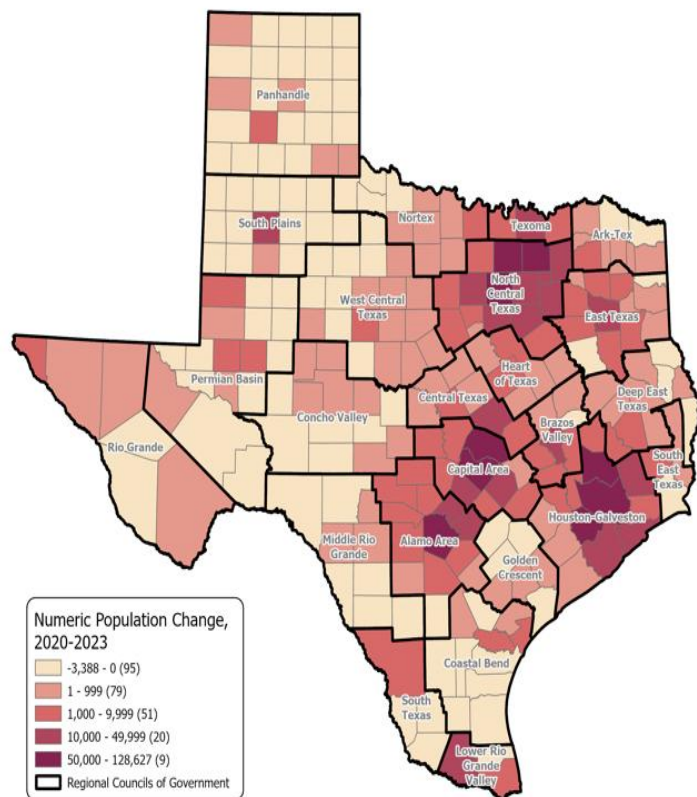 Panhandle
South Plains
Nortex
Texoma
Ark-Tex
North
Central
Texas
West Central
Texas
East Texas
Permian Basin
Heart
of Texas
Central Texas
Concho Valley
Deep East
Texas
Brazos
Valley
Rio Grande
Capital Area
South
East
Texas
Houston-Galveston
Middle Rio
Grande
Alamo Area
Golden
Crescent
Coastal Bend
South
Texas
Lower Rio
Grande
Valley
Numeric Population Change,
2020-2023
-3,388 - 0 (95)
1 - 999 (79)
1,000 - 9,999 (51)
10,000 - 49,999 (20)
50,000 - 128,627 (9)
Regional Councils of Government